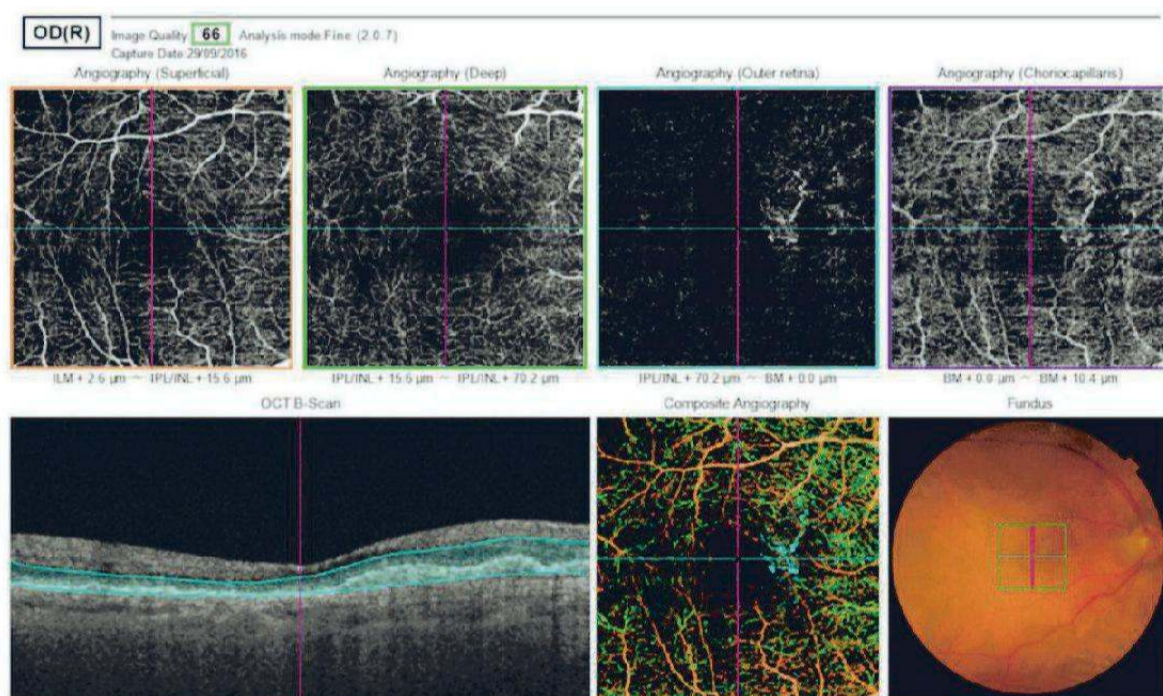 OD(R) Image Quality 66 Analysis mode:Fine (2.0.7)
Capture Date:29/09/2016
Angiography (Superficial) Angiography (Deep) Angiography (Outer retina) Angiography (Choriocapillaris)
ILM + 2.6 µm ~ IPL/INL + 15.6 µm IPL/INL + 15.6 µm ~ IPL/INL + 70.2 µm IPL/INL + 70.2 µm ~ BM + 0.0 µm BM + 0.0 µm ~ BM + 10.4 µm
OCT B-Scan Composite Angiography Fundus